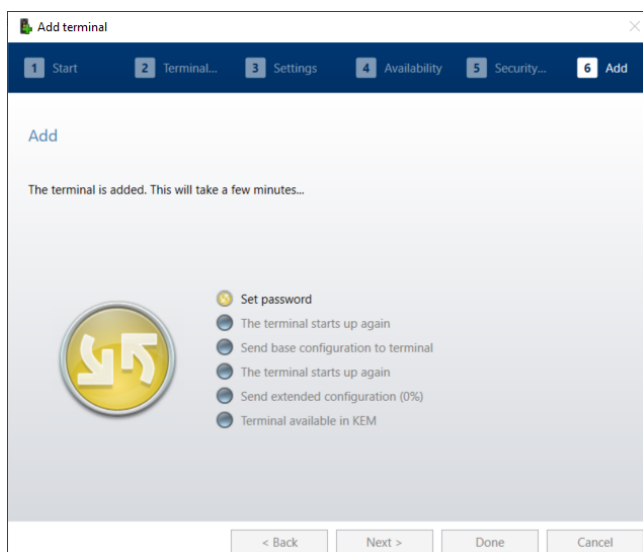 Add terminal
1 Start 2 Terminal... 3 Settings 4 Availability 5 Security... 6 Add
Add
The terminal is added. This will take a few minutes...
Set password
The terminal starts up again
Send base configuration to terminal
The terminal starts up again
Send extended configuration (0%)
Terminal available in KEM
< Back Next > Done Cancel